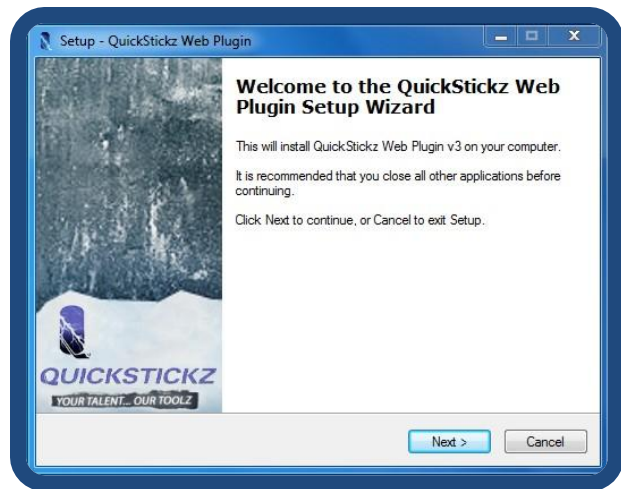 Setup - QuickStickz Web Plugin
Welcome to the QuickStickz Web
Plugin Setup Wizard
This will install QuickStickz Web Plugin v3 on your computer.
It is recommended that you close all other applications before
continuing.
Click Next to continue, or Cancel to exit Setup.
QUICKSTICKZ
YOUR TALENT... OUR TOOLZ
Next >
Cancel